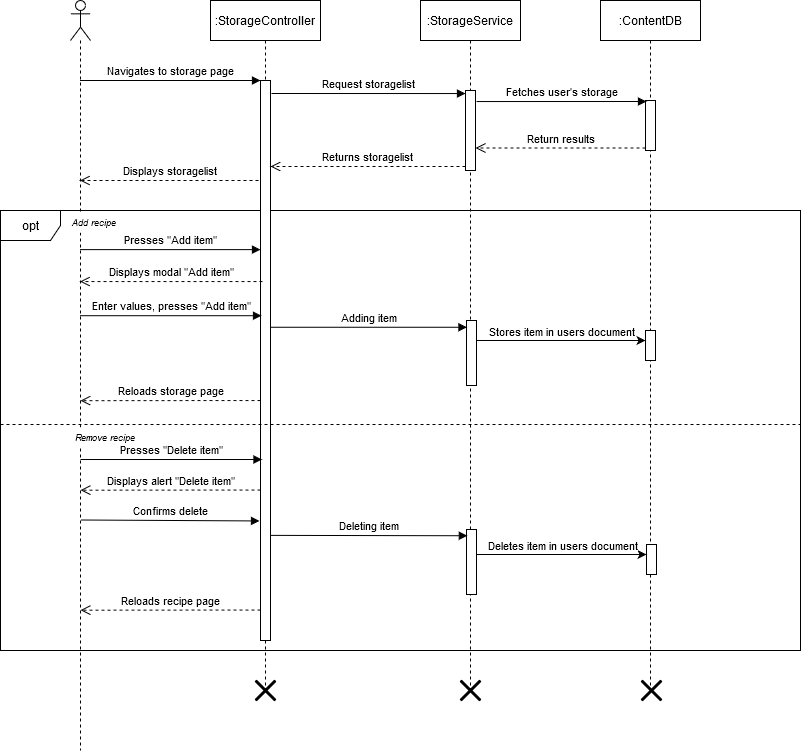 :StorageController
:StorageService
:ContentDB
Navigates to storage page
Request storagelist
Fetches user's storage
Return results
Returns storagelist
Displays storagelist
opt
Add recipe
Presses "Add item"
Displays modal "Add item"
Enter values, presses "Add item"
Adding item
Stores item in users document
Reloads storage page
Remove recipe
Presses "Delete item"
Displays alert "Delete item"
Confirms delete
Deleting item
Deletes item in users document
Reloads recipe page